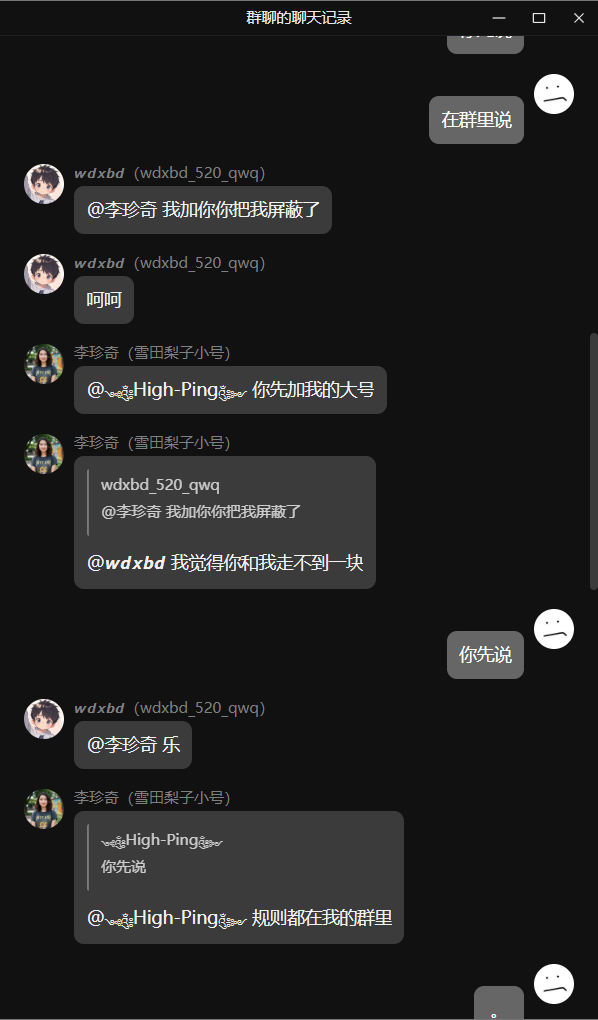 群聊的聊天记录
你先说
在群里说
wdxbd（wdxbd_520_qwq）
@李珍奇 我加你你把我屏蔽了
wdxbd（wdxbd_520_qwq）
呵呵
李珍奇（雪田梨子小号）
@High-Ping 你先加我的大号
李珍奇（雪田梨子小号）
wdxbd_520_qwq
@李珍奇 我加你你把我屏蔽了
@wdxbd 我觉得你和我走不到一块
你先说
wdxbd（wdxbd_520_qwq）
@李珍奇 乐
李珍奇（雪田梨子小号）
High-Ping
你先说
@High-Ping 规则都在我的群里
。